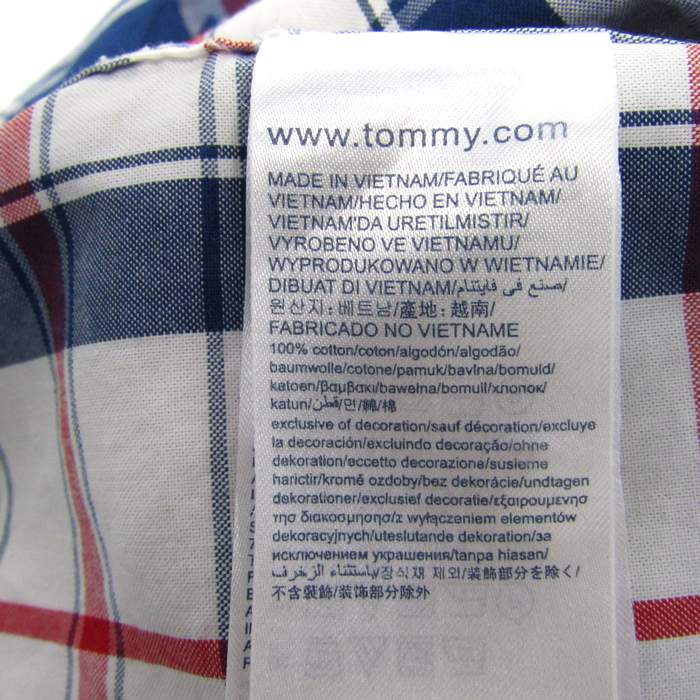 www.tommy.com
MADE IN VIETNAM/FABRIQUÉ AU
VIETNAM/HECHO EN VIETNAM/
VIETNAM'DA URETILMISTIR/
VYROBENO VE VIETNAMU/
WYPRODUKOWANO W WIETNAMIE/
DIBUAT DI VIETNAM/صنع في فايتنام/
원산지:베트남/產地:越南/
FABRICADO NO VIETNAME
100% cotton/coton/algodón/algodão/
baumwolle/cotone/pamuk/bavlna/bomuld/
katoen/βαμβακι/bawełna/bomull/хлопок/
katun/قطن/면/綿/棉
exclusive of decoration/sauf décoration/excluye
la decoración/excluindo decoração/ohne
dekoration/eccetto decorazione/susleme
harictir/kromě ozdoby/bez dekorácie/undtagen
dekorationer/exclusief decoratie/εξαιρουμενησ
τησ διακοσμησησ/z wyłączeniem elementów
dekoracyjnych/uteslutande dekoration/за
исключением украшения/tanpa hiasan/
باستثناء الزخرف/장식재 제외/装飾部分を除く/
不含裝飾/装饰部分除外